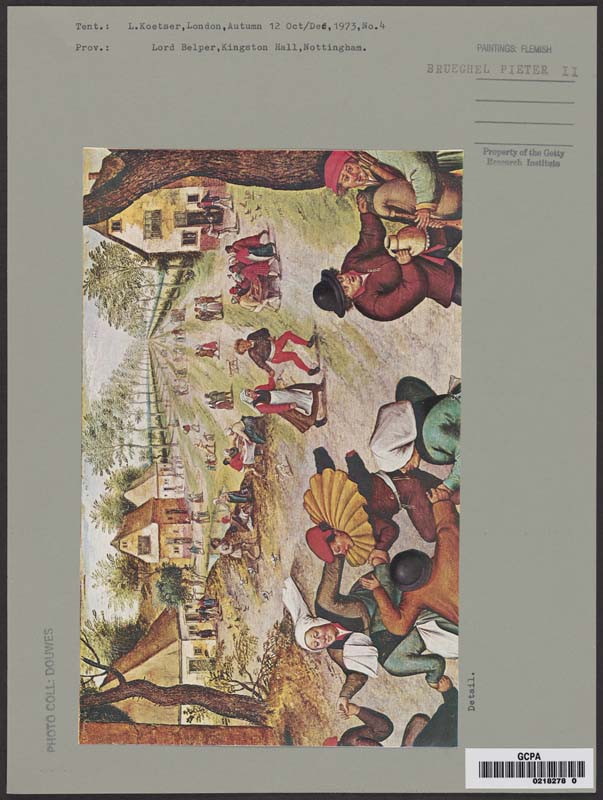 Tent.: L.Koetser,London,Autumn 12 Oct/Dec,1973,No.4
Prov.: Lord Belper,Kingston Hall,Nottingham.
PAINTINGS: FLEMISH
BRUEGHEL PIETER II
Property of the Getty
Research Institute
Detail.
PHOTO COLL: DOUWES
GCPA
0218278 0